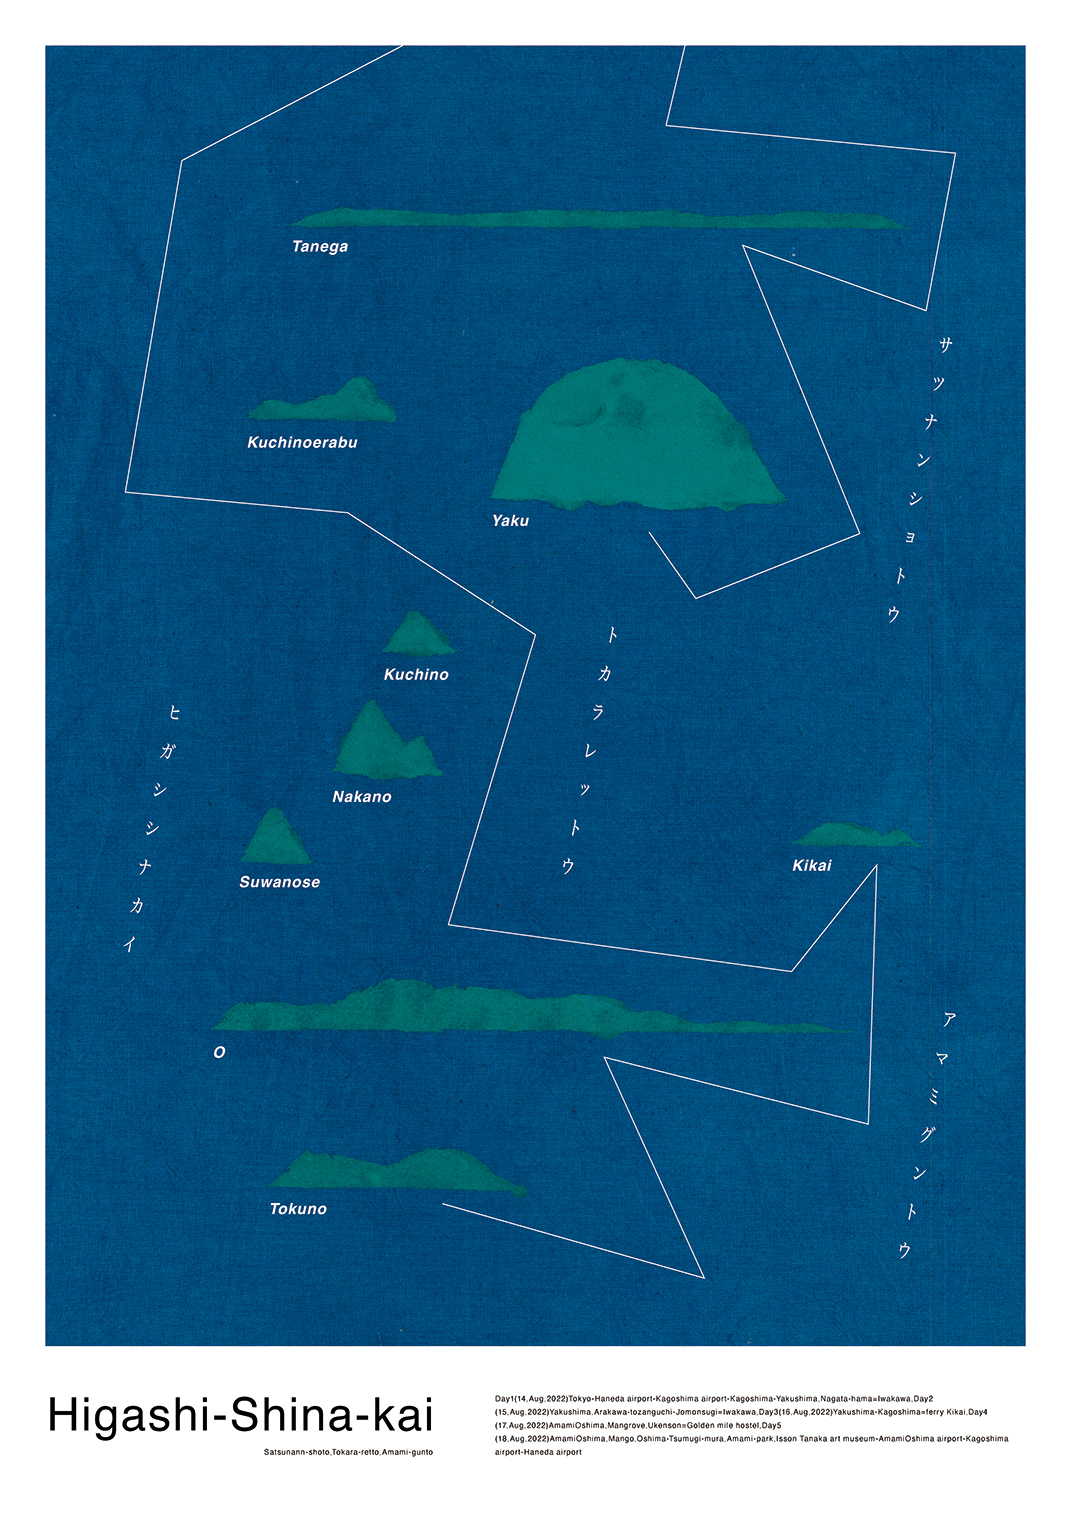 Tanega
サツナンショトウ
Kuchinoerabu
Yaku
トカラレットウ
Kuchino
ヒガシシナカイ
Nakano
Kikai
Suwanose
アマミグントウ
O
Tokuno
Higashi-Shina-kai
Satsunann-shoto,Tokara-retto,Amami-gunto
Day1(14,Aug,2022)Tokyo-Haneda airport-Kagoshima airport-Kagoshima-Yakushima,Nagata-hama=Iwakawa,Day2
(15,Aug,2022)Yakushima,Arakawa-tozanguchi-Jomonsugi=Iwakawa,Day3(16,Aug,2022)Yakushima-Kagoshima=ferry Kikai,Day4
(17,Aug,2022)AmamiOshima,Mangrove,Ukenson=Golden mile hostel,Day5
(18,Aug,2022)AmamiOshima,Mango,Oshima-Tsumugi-mura,Amami-park,Isson Tanaka art museum-AmamiOshima airport-Kagoshima
airport-Haneda airport